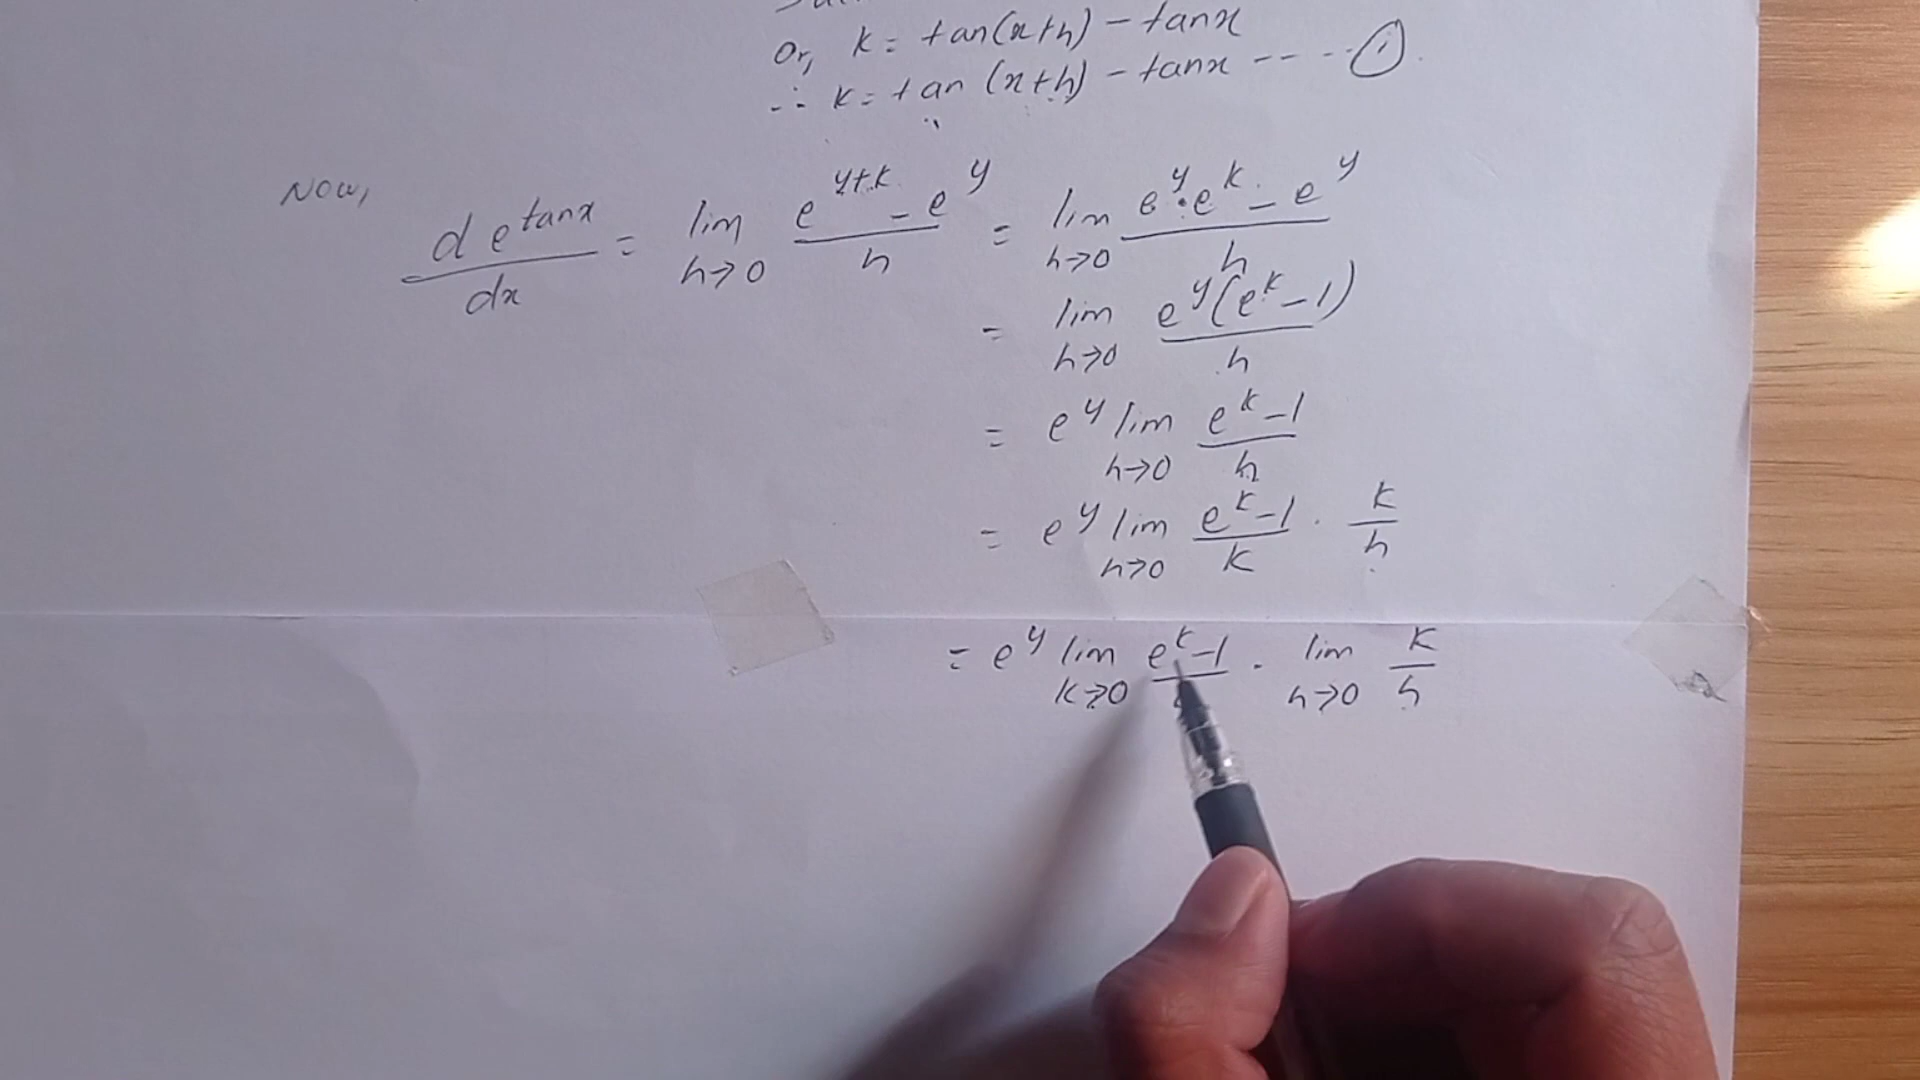 Or, k = tan(x+h) - tanx
∴ k = tan (x+h) - tanx ---- ①
Now,
d e^tanx / dx = lim h→0 (e^(y+k) - e^y) / h = lim h→0 (e^y · e^k - e^y) / h
= lim h→0 e^y (e^k - 1) / h
= e^y lim h→0 (e^k - 1) / h
= e^y lim h→0 (e^k - 1) / k · k / h
= e^y lim k→0 e^k - 1 · lim h→0 k / h